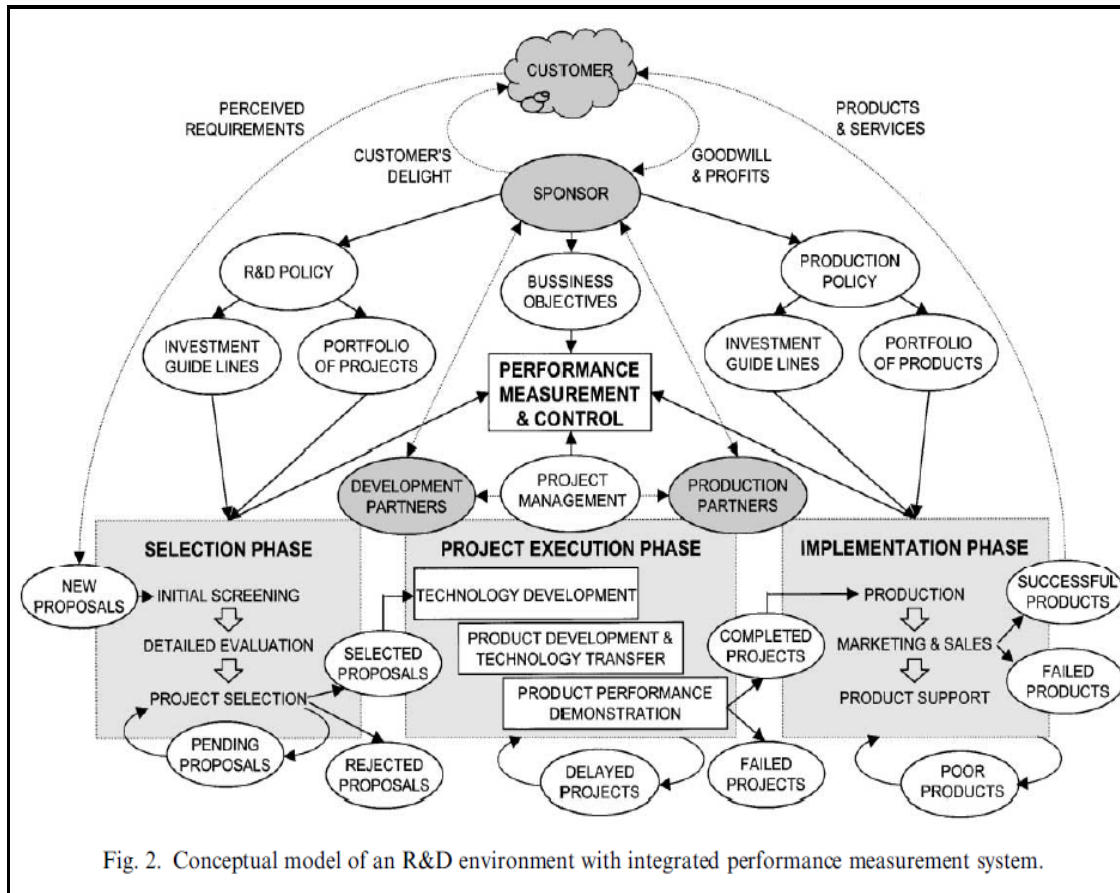 CUSTOMER
PERCEIVED
REQUIREMENTS
PRODUCTS
& SERVICES
CUSTOMER'S
DELIGHT
GOODWILL
& PROFITS
SPONSOR
R&D POLICY
BUSSINESS
OBJECTIVES
PRODUCTION
POLICY
INVESTMENT
GUIDE LINES
PORTFOLIO
OF PROJECTS
PERFORMANCE
MEASUREMENT
& CONTROL
INVESTMENT
GUIDE LINES
PORTFOLIO
OF PRODUCTS
DEVELOPMENT
PARTNERS
PROJECT
MANAGEMENT
PRODUCTION
PARTNERS
SELECTION PHASE
NEW
PROPOSALS
INITIAL SCREENING
DETAILED EVALUATION
PROJECT SELECTION
SELECTED
PROPOSALS
PENDING
PROPOSALS
REJECTED
PROPOSALS
PROJECT EXECUTION PHASE
TECHNOLOGY DEVELOPMENT
PRODUCT DEVELOPMENT &
TECHNOLOGY TRANSFER
PRODUCT PERFORMANCE
DEMONSTRATION
COMPLETED
PROJECTS
DELAYED
PROJECTS
FAILED
PROJECTS
IMPLEMENTATION PHASE
PRODUCTION
MARKETING & SALES
PRODUCT SUPPORT
SUCCESSFUL
PRODUCTS
FAILED
PRODUCTS
POOR
PRODUCTS
Fig. 2. Conceptual model of an R&D environment with integrated performance measurement system.